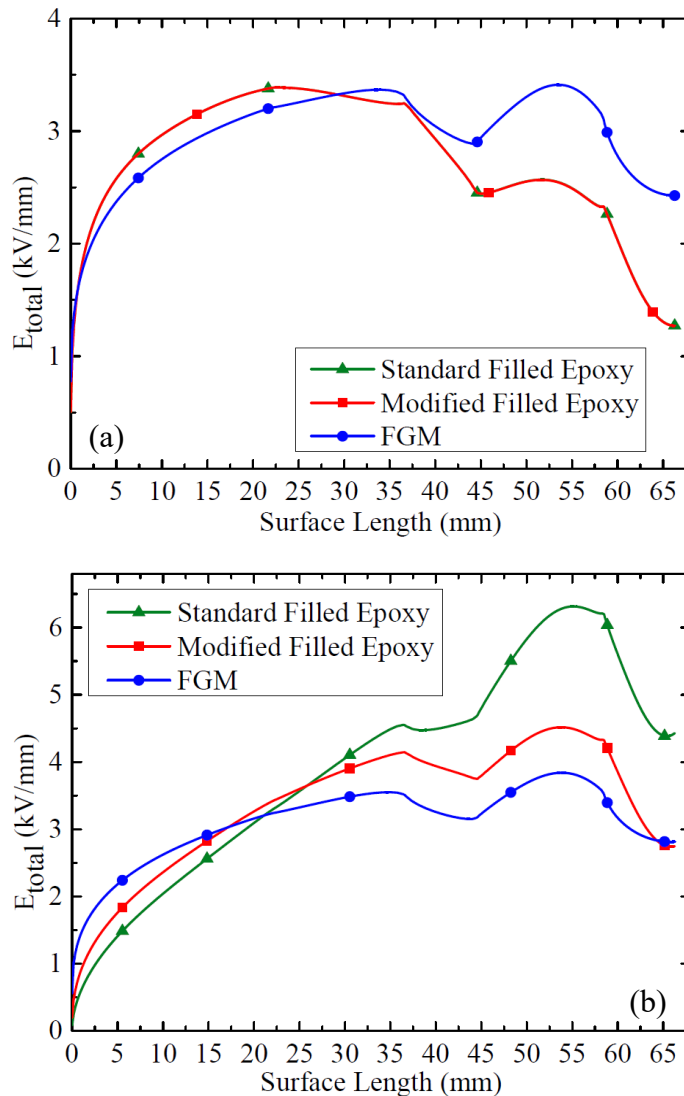 4
3
2
1
0
E_total (kV/mm)
(a)
Standard Filled Epoxy
Modified Filled Epoxy
FGM
0 5 10 15 20 25 30 35 40 45 50 55 60 65
Surface Length (mm)
Standard Filled Epoxy
Modified Filled Epoxy
FGM
6
5
4
3
2
1
0
E_total (kV/mm)
(b)
0 5 10 15 20 25 30 35 40 45 50 55 60 65
Surface Length (mm)